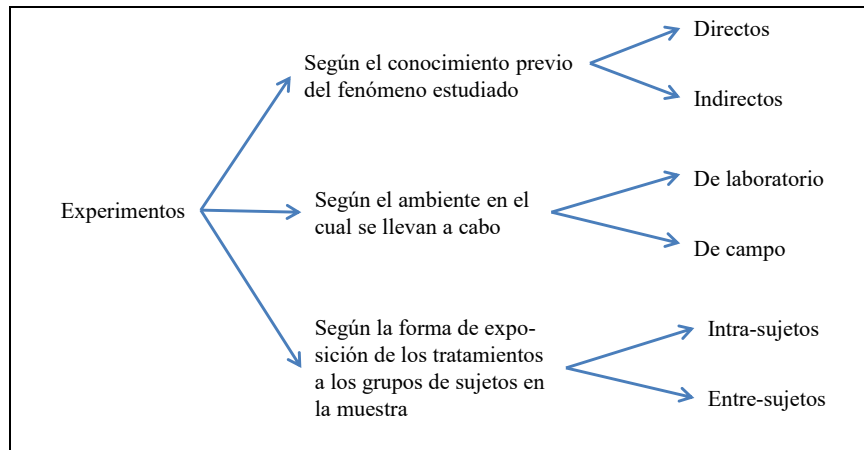 Experimentos
Según el conocimiento previo
del fenómeno estudiado
Directos
Indirectos
Según el ambiente en el
cual se llevan a cabo
De laboratorio
De campo
Según la forma de expo-
sición de los tratamientos
a los grupos de sujetos en
la muestra
Intra-sujetos
Entre-sujetos